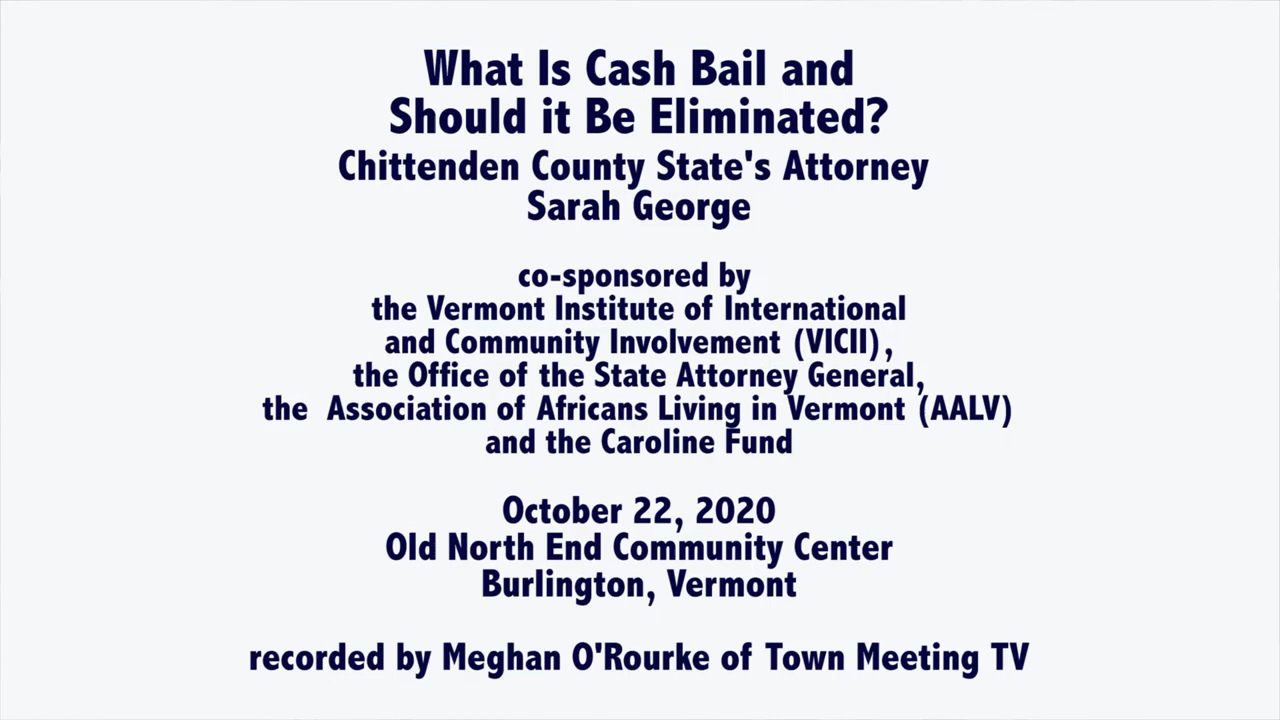 What Is Cash Bail and
Should it Be Eliminated?
Chittenden County State's Attorney
Sarah George
co-sponsored by
the Vermont Institute of International
and Community Involvement (VICII),
the Office of the State Attorney General,
the Association of Africans Living in Vermont (AALV)
and the Caroline Fund
October 22, 2020
Old North End Community Center
Burlington, Vermont
recorded by Meghan O'Rourke of Town Meeting TV